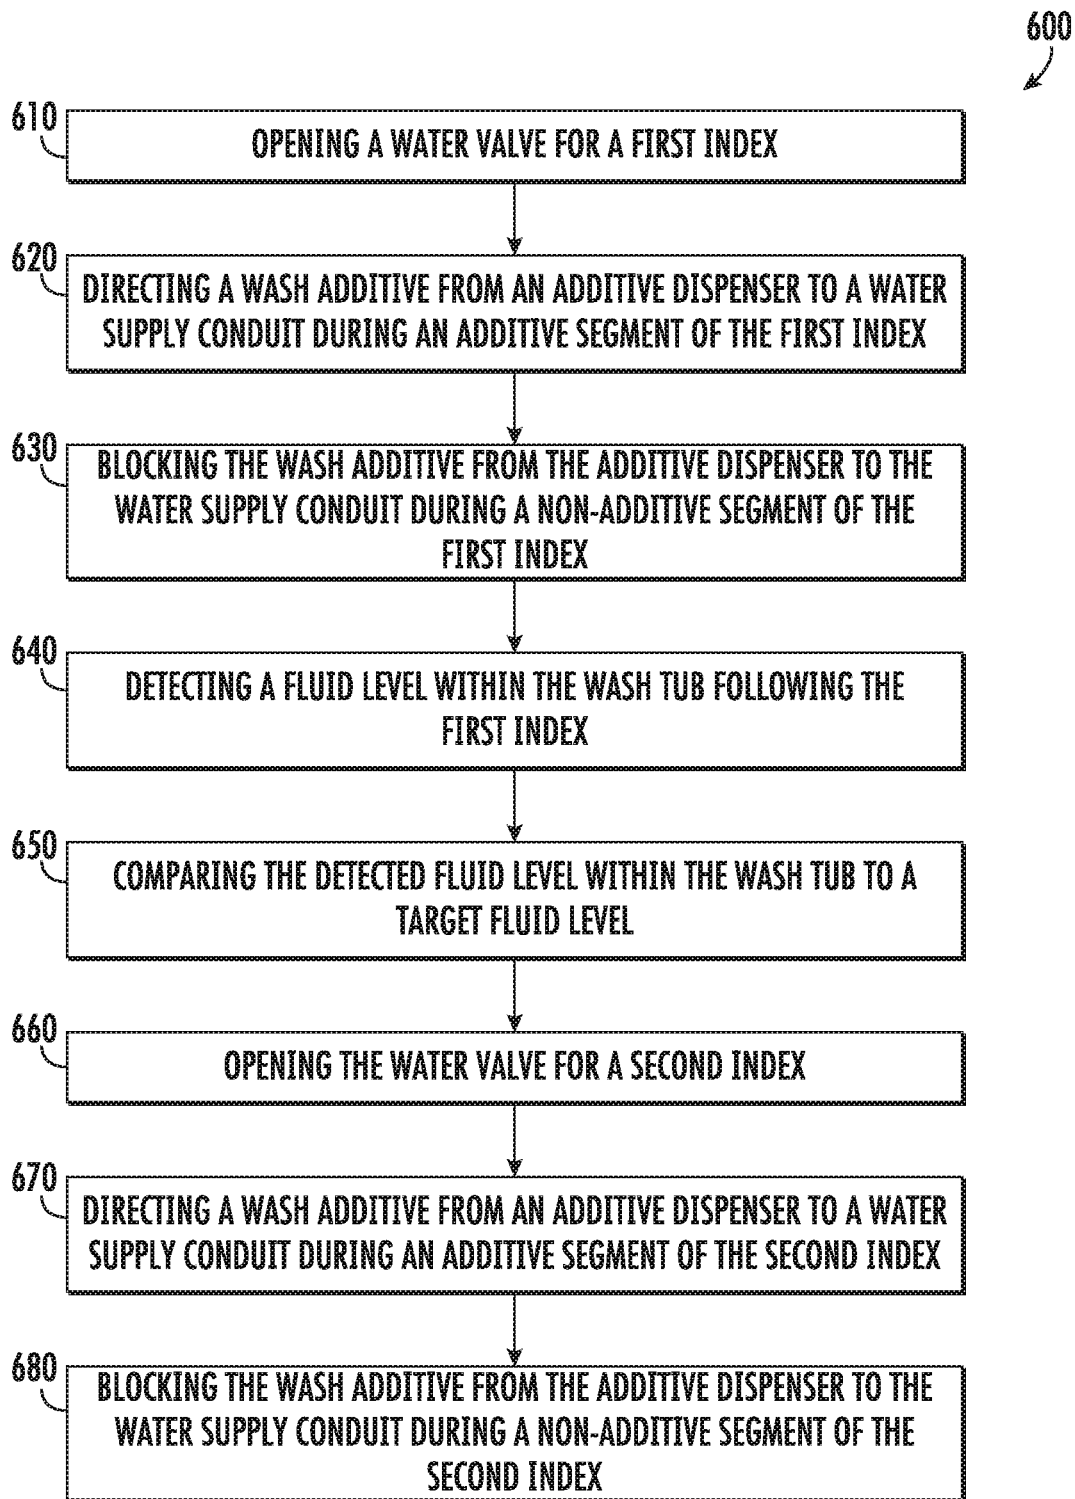 600
610
OPENING A WATER VALVE FOR A FIRST INDEX
620
DIRECTING A WASH ADDITIVE FROM AN ADDITIVE DISPENSER TO A WATER
SUPPLY CONDUIT DURING AN ADDITIVE SEGMENT OF THE FIRST INDEX
630
BLOCKING THE WASH ADDITIVE FROM THE ADDITIVE DISPENSER TO THE
WATER SUPPLY CONDUIT DURING A NON-ADDITIVE SEGMENT OF THE
FIRST INDEX
640
DETECTING A FLUID LEVEL WITHIN THE WASH TUB FOLLOWING THE
FIRST INDEX
650
COMPARING THE DETECTED FLUID LEVEL WITHIN THE WASH TUB TO A
TARGET FLUID LEVEL
660
OPENING THE WATER VALVE FOR A SECOND INDEX
670
DIRECTING A WASH ADDITIVE FROM AN ADDITIVE DISPENSER TO A WATER
SUPPLY CONDUIT DURING AN ADDITIVE SEGMENT OF THE SECOND INDEX
680
BLOCKING THE WASH ADDITIVE FROM THE ADDITIVE DISPENSER TO THE
WATER SUPPLY CONDUIT DURING A NON-ADDITIVE SEGMENT OF THE
SECOND INDEX